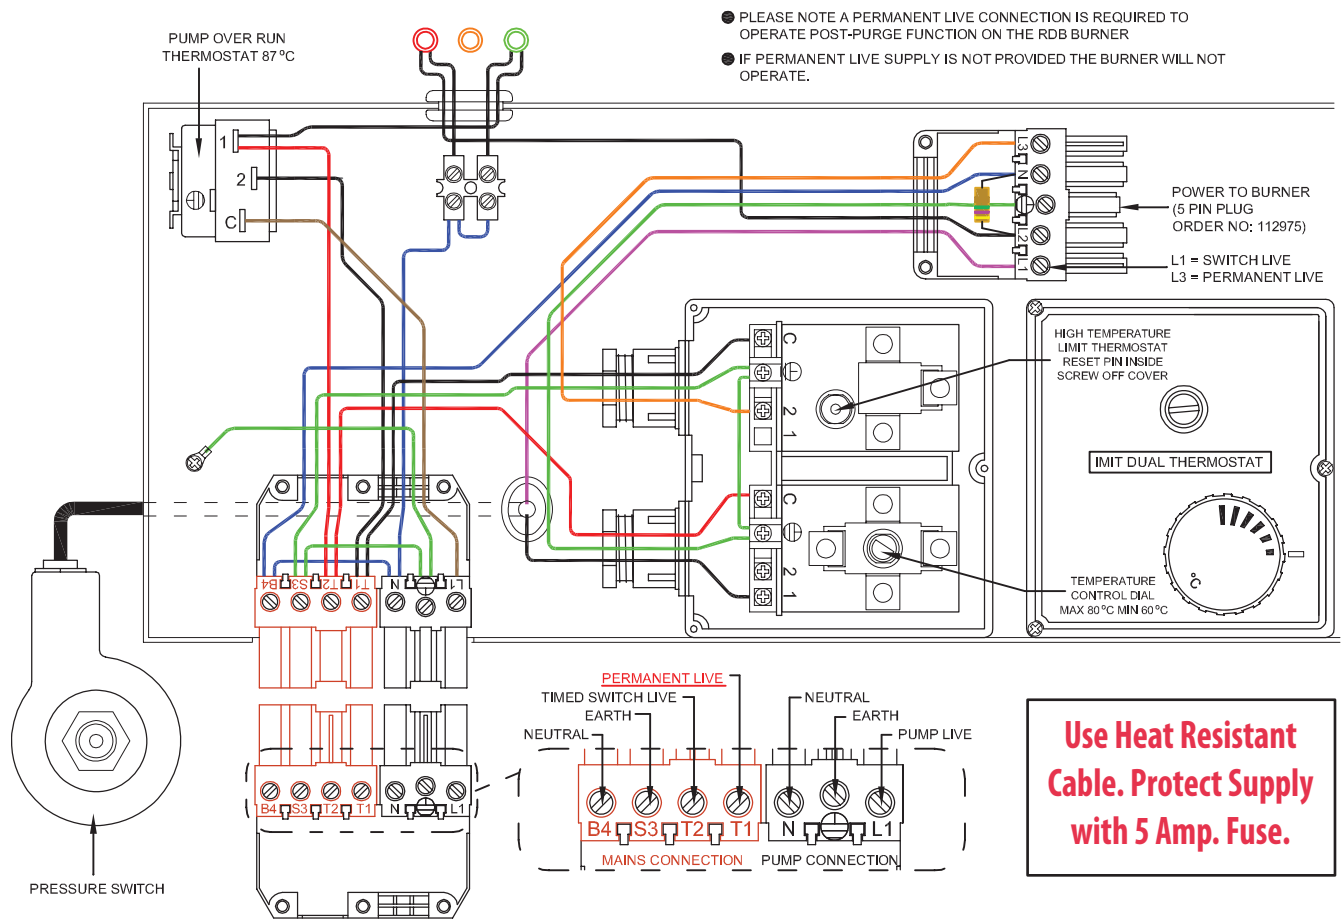 ● PLEASE NOTE A PERMANENT LIVE CONNECTION IS REQUIRED TO
OPERATE POST-PURGE FUNCTION ON THE RDB BURNER
● IF PERMANENT LIVE SUPPLY IS NOT PROVIDED THE BURNER WILL NOT
OPERATE.
PUMP OVER RUN
THERMOSTAT 87°C
1
2
C
L3
N
L2
L1
POWER TO BURNER
(5 PIN PLUG
ORDER NO: 112975)
L1 = SWITCH LIVE
L3 = PERMANENT LIVE
C
2
1
C
2
1
HIGH TEMPERATURE
LIMIT THERMOSTAT
RESET PIN INSIDE
SCREW OFF COVER
IMIT DUAL THERMOSTAT
°C
TEMPERATURE
CONTROL DIAL
MAX 80°C MIN 60°C
B4 S3 T2 T1 N L1
B4 S3 T2 T1 N L1
PRESSURE SWITCH
PERMANENT LIVE
TIMED SWITCH LIVE
EARTH
NEUTRAL
NEUTRAL
EARTH
PUMP LIVE
B4 S3 T2 T1 N L1
MAINS CONNECTION
PUMP CONNECTION
Use Heat Resistant
Cable. Protect Supply
with 5 Amp. Fuse.